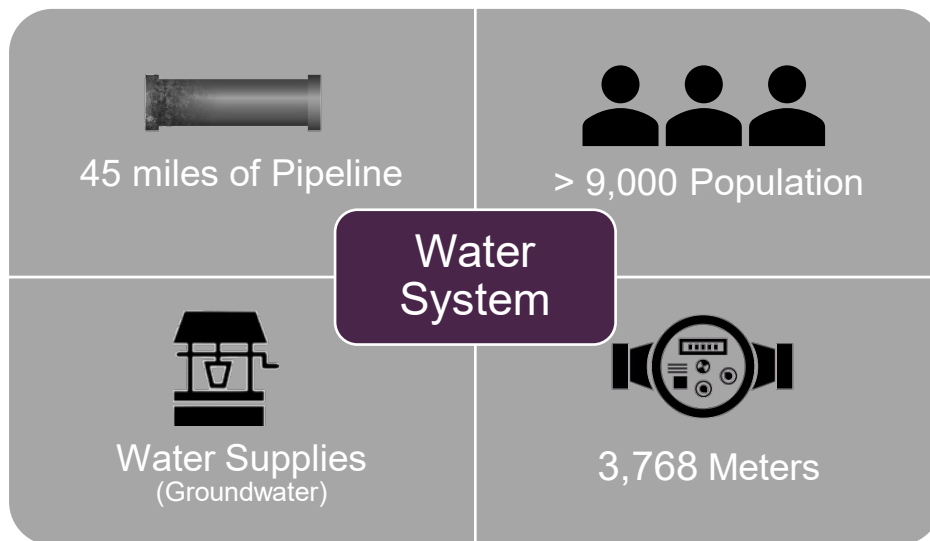 45 miles of Pipeline
> 9,000 Population
Water
System
Water Supplies
(Groundwater)
3,768 Meters